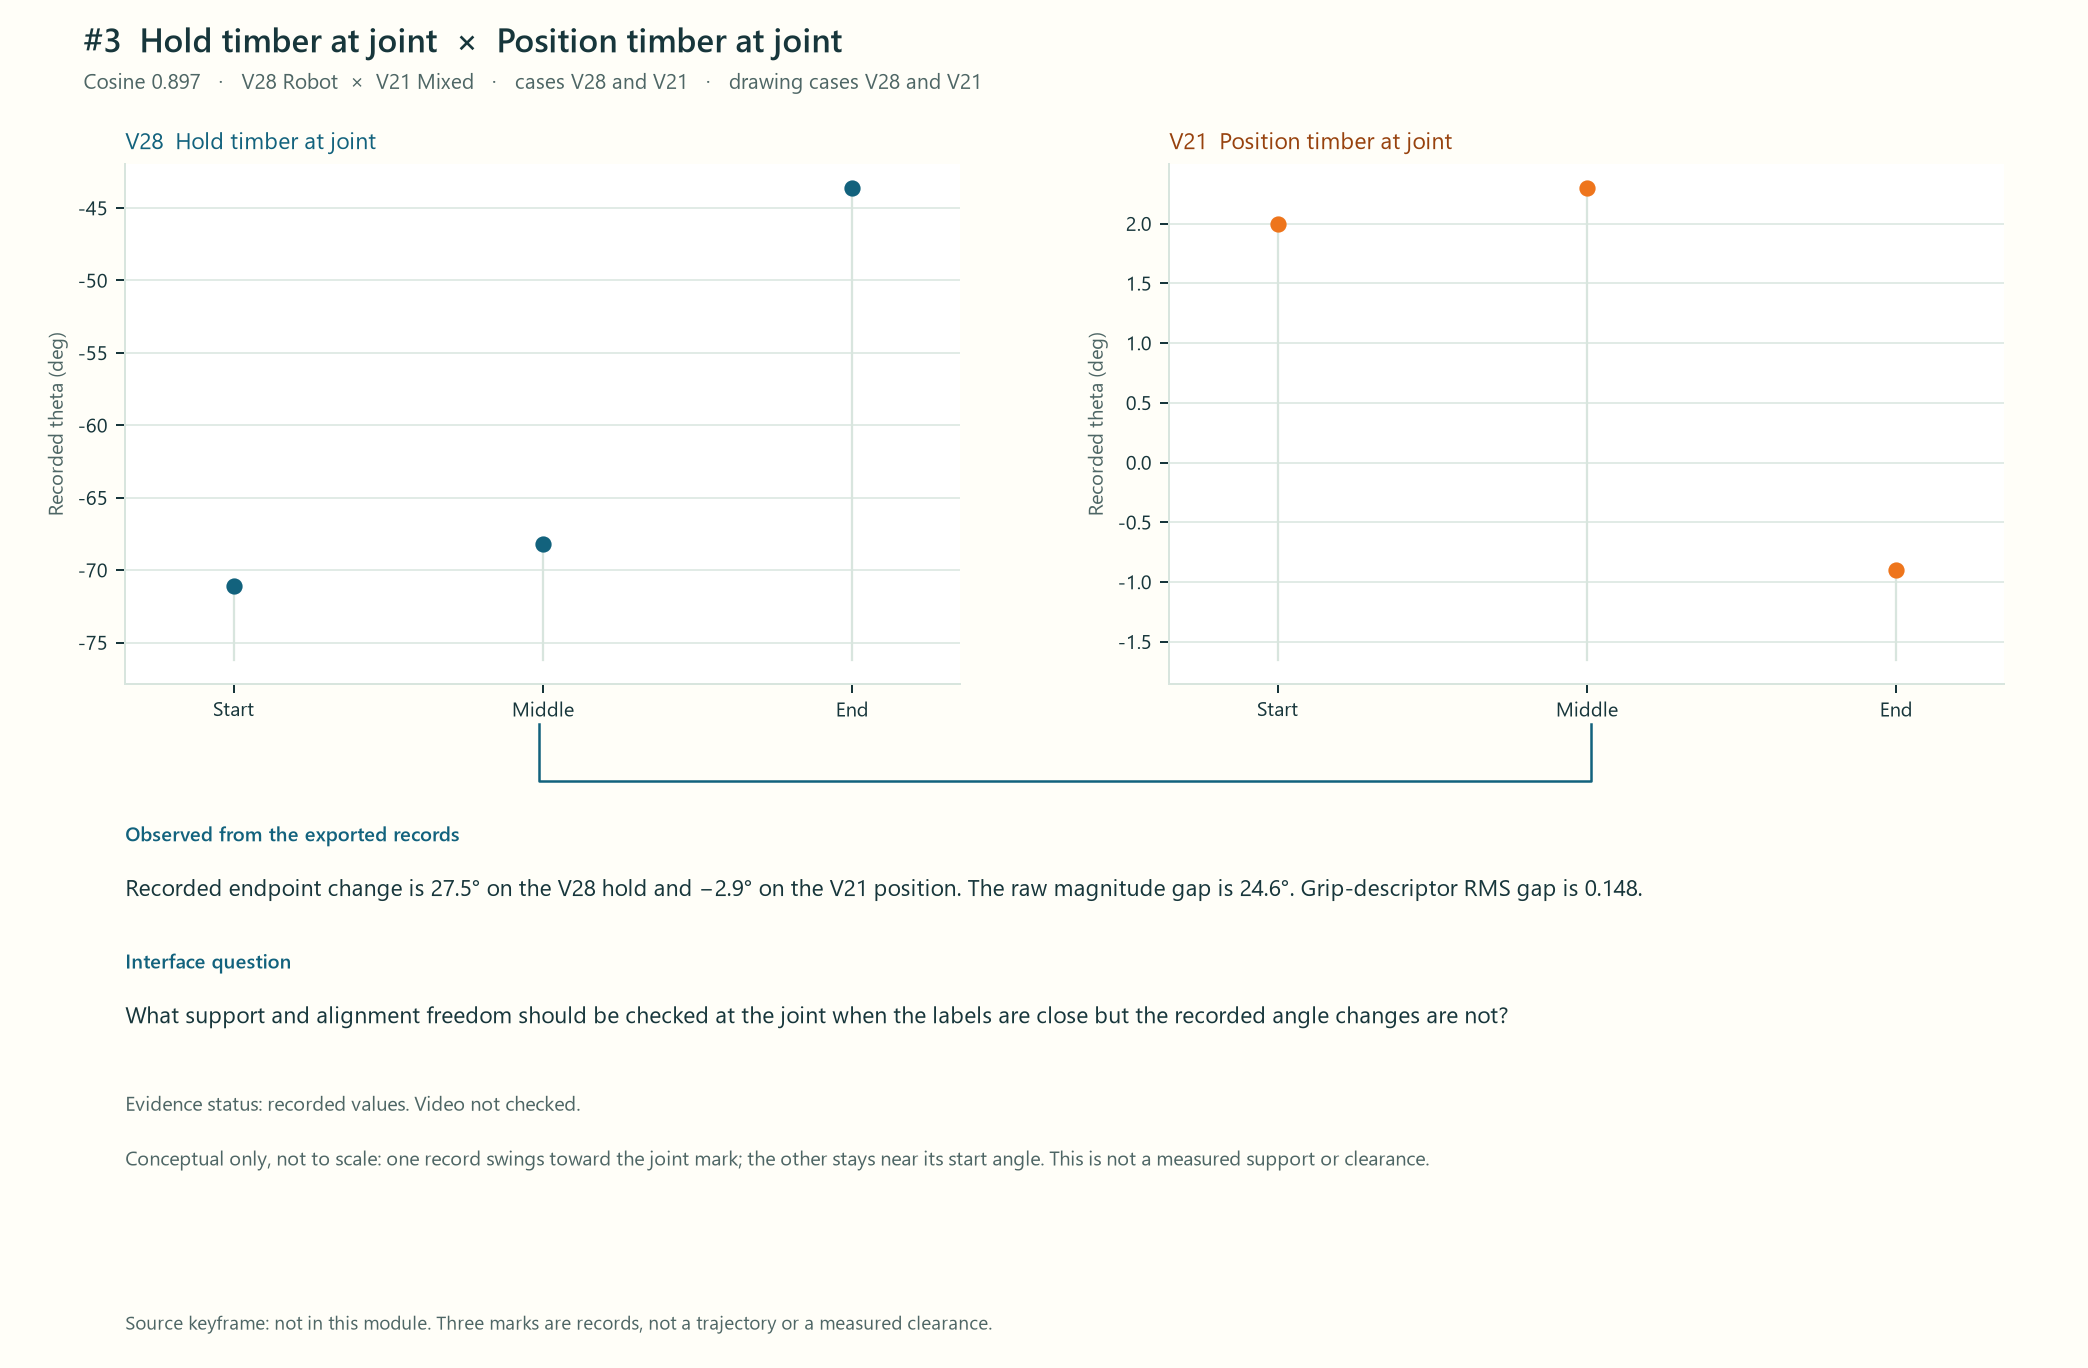 #3 Hold timber at joint × Position timber at joint
Cosine 0.897 · V28 Robot × V21 Mixed · cases V28 and V21 · drawing cases V28 and V21
V28 Hold timber at joint
Recorded theta (deg)
-45
-50
-55
-60
-65
-70
-75
Start Middle End
V21 Position timber at joint
Recorded theta (deg)
2.0
1.5
1.0
0.5
0.0
-0.5
-1.0
-1.5
Start Middle End
Observed from the exported records
Recorded endpoint change is 27.5° on the V28 hold and −2.9° on the V21 position. The raw magnitude gap is 24.6°. Grip-descriptor RMS gap is 0.148.
Interface question
What support and alignment freedom should be checked at the joint when the labels are close but the recorded angle changes are not?
Evidence status: recorded values. Video not checked.
Conceptual only, not to scale: one record swings toward the joint mark; the other stays near its start angle. This is not a measured support or clearance.
Source keyframe: not in this module. Three marks are records, not a trajectory or a measured clearance.